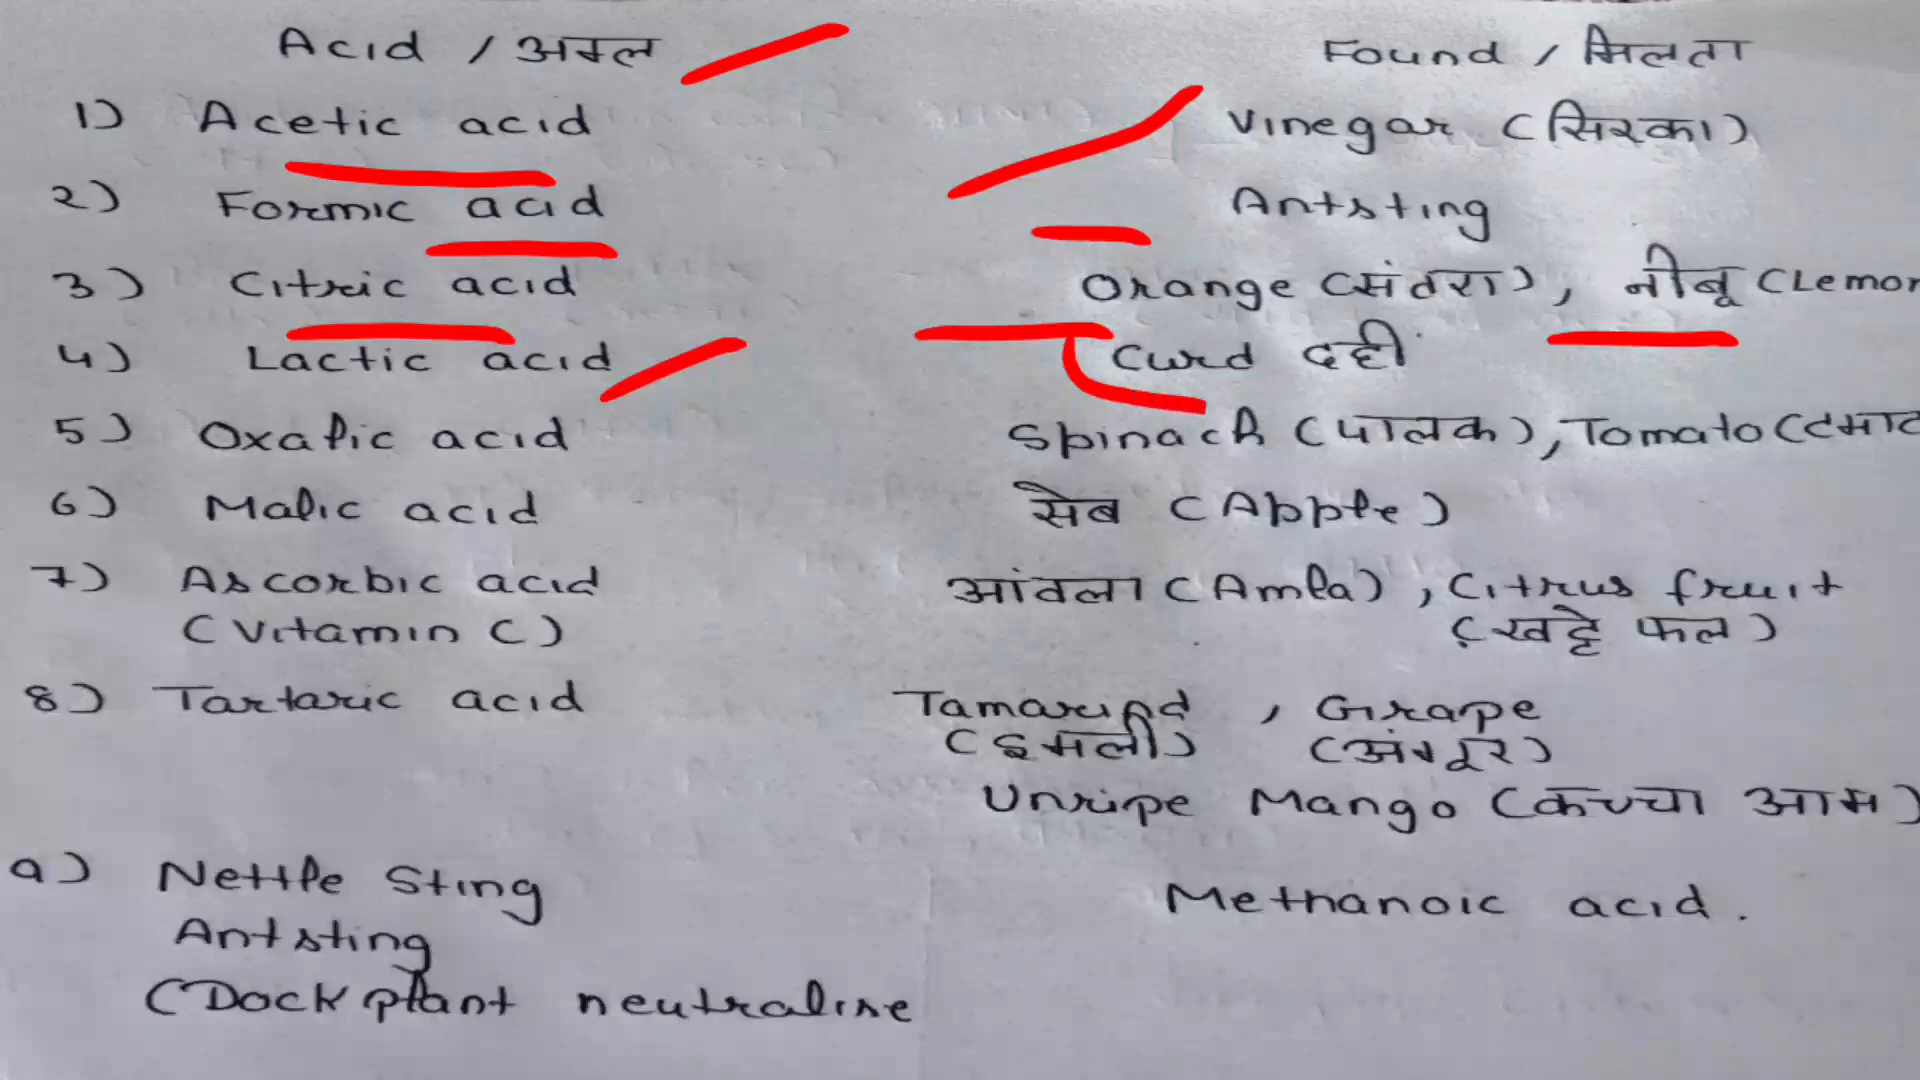 Acid / अम्ल Found / मिलता
1) Acetic acid Vinegar (सिरका)
2) Formic acid Antsting
3) Citric acid Orange (संतरा), नीबू (Lemon
4) Lactic acid Curd दही
5) Oxalic acid Spinach (पालक), Tomato (टमाट
6) Malic acid सेब (Apple)
7) Ascorbic acid आंवला (Amla), Citrus fruit
(Vitamin C) (खट्टे फल)
8) Tartaric acid Tamarind, Grape
(इमली) (अंगूर)
Unripe Mango (कच्चा आम)
9) Nettle Sting Methanoic acid.
Antsting
(Dock plant neutralise